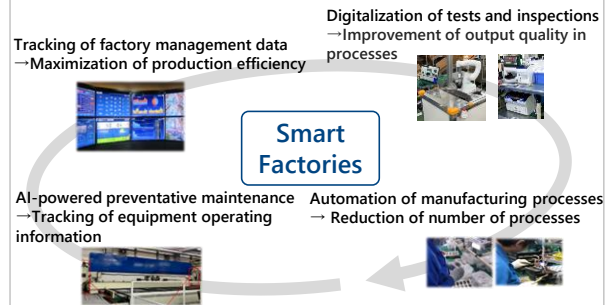 Digitalization of tests and inspections
→Improvement of output quality in
processes
Tracking of factory management data
→Maximization of production efficiency
Smart
Factories
AI-powered preventative maintenance
→Tracking of equipment operating
information
Automation of manufacturing processes
→ Reduction of number of processes